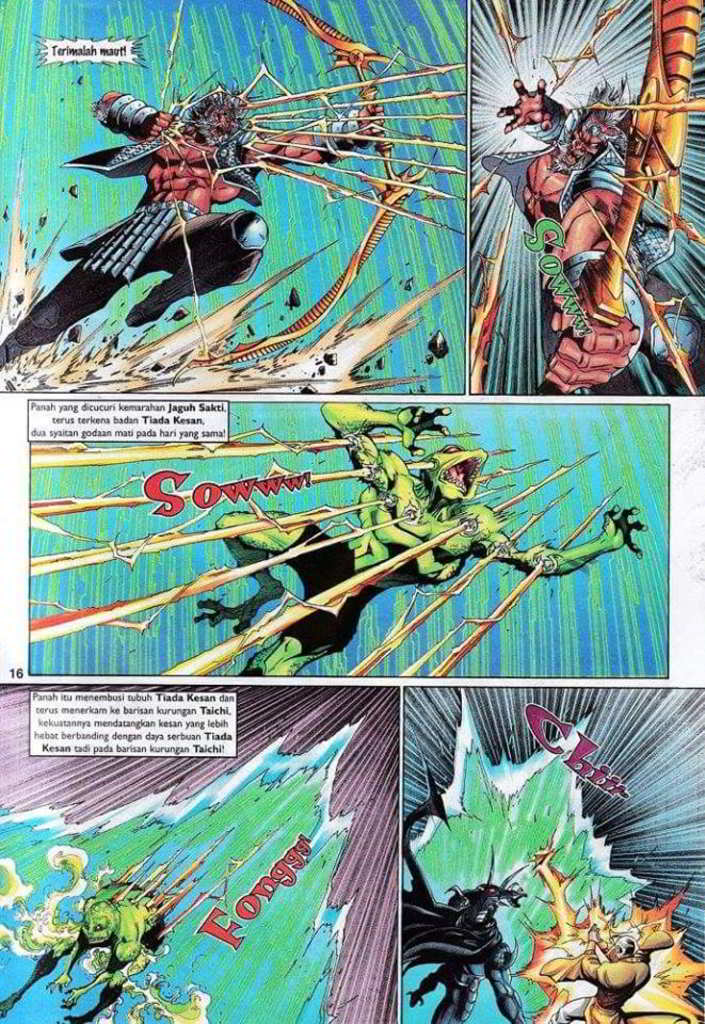 Terimalah maut!
Sowww
Panah yang dicucuri kemarahan Jaguh Sakti,
terus terkena badan Tiada Kesan,
dua syaitan godaan mati pada hari yang sama!
Sowww!
16
Panah itu menembusi tubuh Tiada Kesan dan
terus menerkam ke barisan kurungan Taichi,
kekuatannya mendatangkan kesan yang lebih
hebat berbanding dengan daya serbuan Tiada
Kesan tadi pada barisan kurungan Taichi!
Fonggg!
Chiir